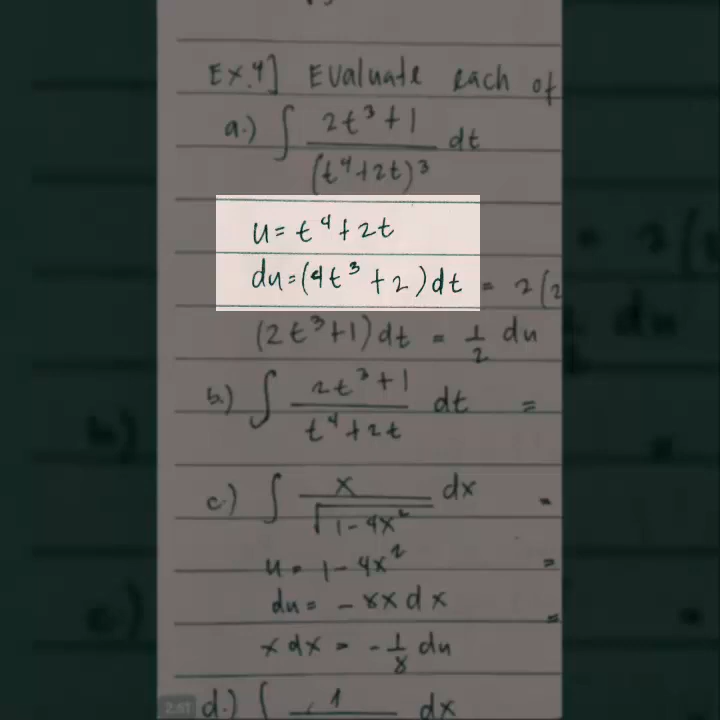 Ex.4] Evaluate each of
a.) ∫ (2t³+1)/(t⁴+2t)³ dt
u = t⁴+2t
du = (4t³+2)dt = 2(2
(2t³+1)dt = 1/2 du
b.) ∫ (2t³+1)/(t⁴+2t) dt =
c.) ∫ x/√(1-4x²) dx =
u = 1-4x² =
du = -8x dx =
x dx = -1/8 du
d.) ∫ 1 dx